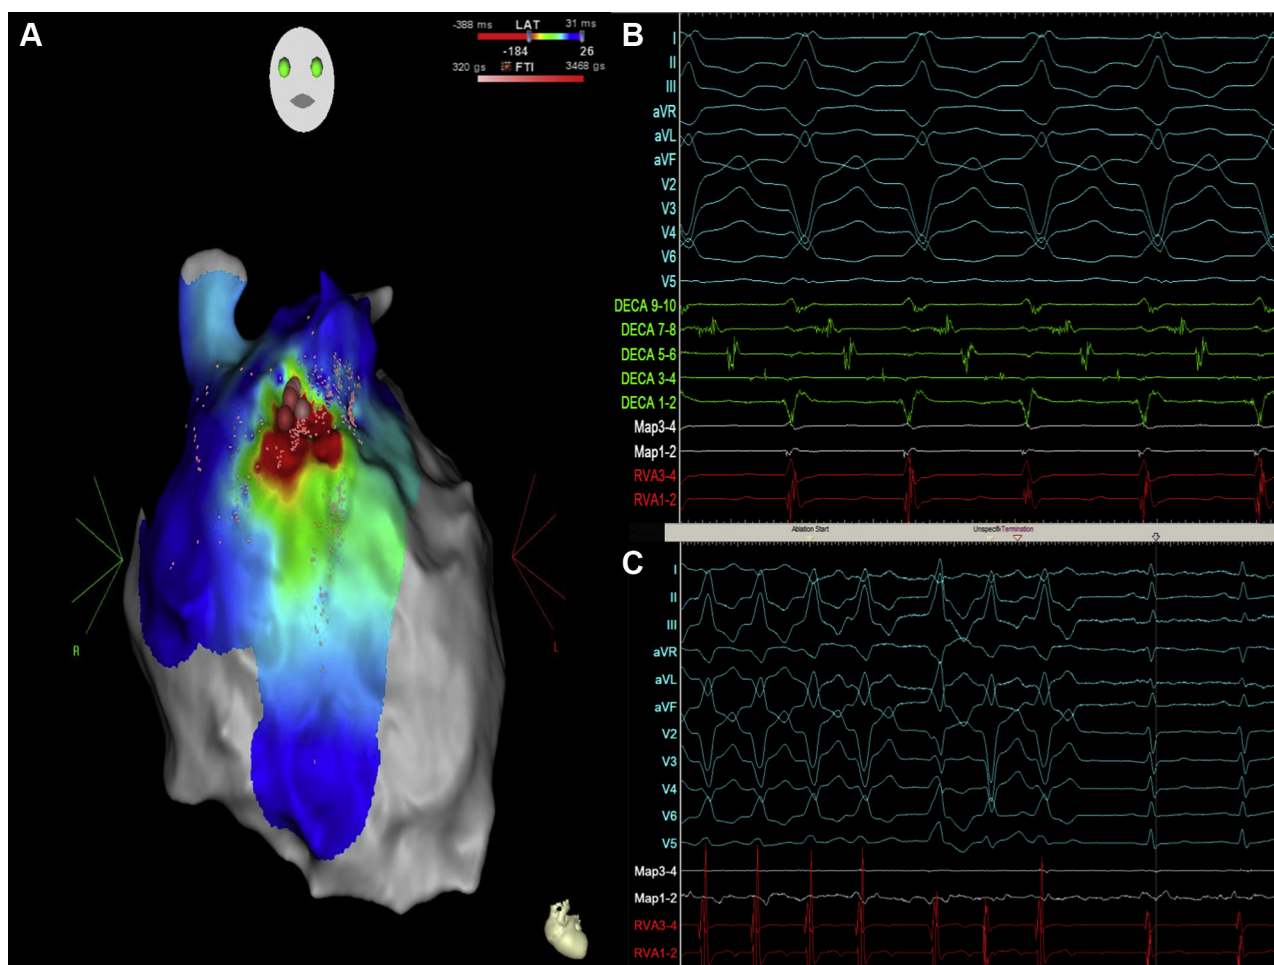 A
-388 ms LAT 31 ms
-184 26
320 gs FTI 3468 gs
R
L
B
I
II
III
aVR
aVL
aVF
V2
V3
V4
V6
V5
DECA 9-10
DECA 7-8
DECA 5-6
DECA 3-4
DECA 1-2
Map3-4
Map1-2
RVA3-4
RVA1-2
Ablation Start Termination
C
I
II
III
aVR
aVL
aVF
V2
V3
V4
V6
V5
Map3-4
Map1-2
RVA3-4
RVA1-2